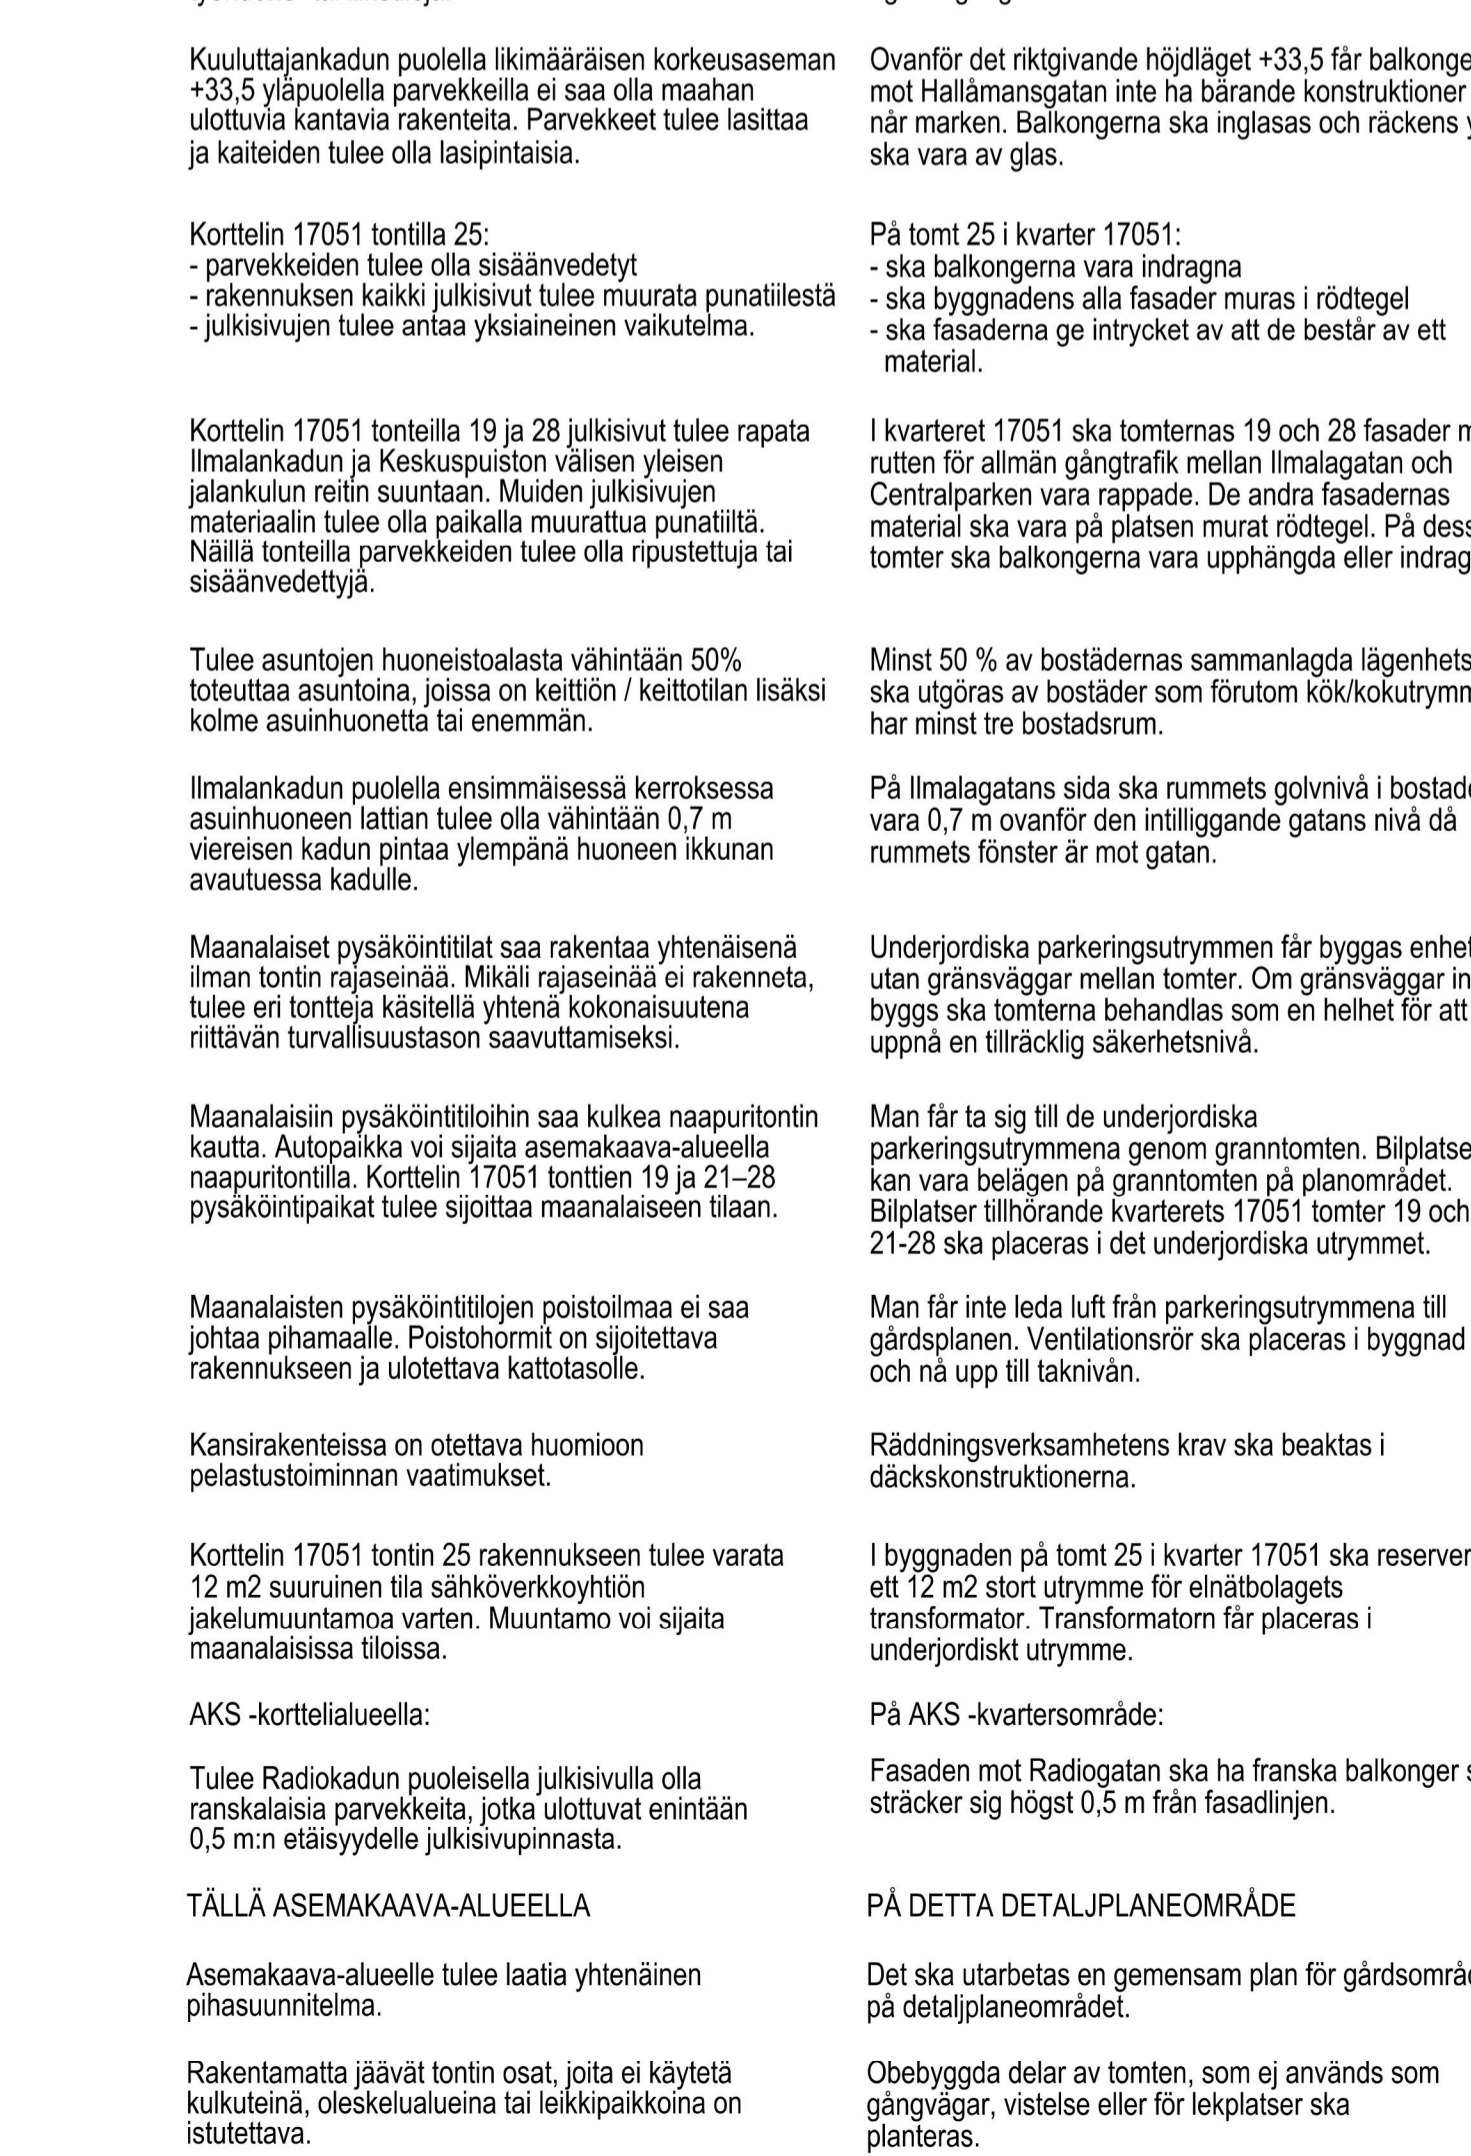 Kuuluttajankadun puolella likimääräisen korkeusaseman
+33,5 yläpuolella parvekkeilla ei saa olla maahan
ulottuvia kantavia rakenteita. Parvekkeet tulee lasittaa
ja kaiteiden tulee olla lasipintaisia.
Korttelin 17051 tontilla 25:
- parvekkeiden tulee olla sisäänvedetyt
- rakennuksen kaikki julkisivut tulee muurata punatiilestä
- julkisivujen tulee antaa yksiaineinen vaikutelma.
Korttelin 17051 tonteilla 19 ja 28 julkisivut tulee rapata
Ilmalankadun ja Keskuspuiston välisen yleisen
jalankulun reitin suuntaan. Muiden julkisivujen
materiaalin tulee olla paikalla muurattua punatiiltä.
Näillä tonteilla parvekkeiden tulee olla ripustettuja tai
sisäänvedettyjä.
Tulee asuntojen huoneistoalasta vähintään 50%
toteuttaa asuntoina, joissa on keittiön / keittotilan lisäksi
kolme asuinhuonetta tai enemmän.
Ilmalankadun puolella ensimmäisessä kerroksessa
asuinhuoneen lattian tulee olla vähintään 0,7 m
viereisen kadun pintaa ylempänä huoneen ikkunan
avautuessa kadulle.
Maanalaiset pysäköintitilat saa rakentaa yhtenäisenä
ilman tontin rajaseinää. Mikäli rajaseinää ei rakenneta,
tulee eri tontteja käsitellä yhtenä kokonaisuutena
riittävän turvallisuustason saavuttamiseksi.
Maanalaisiin pysäköintitiloihin saa kulkea naapuritontin
kautta. Autopaikka voi sijaita asemakaava-alueella
naapuritontilla. Korttelin 17051 tonttien 19 ja 21–28
pysäköintipaikat tulee sijoittaa maanalaiseen tilaan.
Maanalaisten pysäköintitilojen poistoilmaa ei saa
johtaa pihamaalle. Poistohormit on sijoitettava
rakennukseen ja ulotettava kattotasolle.
Kansirakenteissa on otettava huomioon
pelastustoiminnan vaatimukset.
Korttelin 17051 tontin 25 rakennukseen tulee varata
12 m2 suuruinen tila sähköverkkoyhtiön
jakelumuuntamoa varten. Muuntamo voi sijaita
maanalaisissa tiloissa.
AKS -korttelialueella:
Tulee Radiokadun puoleisella julkisivulla olla
ranskalaisia parvekkeita, jotka ulottuvat enintään
0,5 m:n etäisyydelle julkisivupinnasta.
TÄLLÄ ASEMAKAAVA-ALUEELLA
Asemakaava-alueelle tulee laatia yhtenäinen
pihasuunnitelma.
Rakentamatta jäävät tontin osat, joita ei käytetä
kulkuteinä, oleskelualueina tai leikkipaikkoina on
istutettava.
Ovanför det riktgivande höjdläget +33,5 får balkonge
mot Hallåmansgatan inte ha bärande konstruktioner
når marken. Balkongerna ska inglasas och räckens y
ska vara av glas.
På tomt 25 i kvarter 17051:
- ska balkongerna vara indragna
- ska byggnadens alla fasader muras i rödtegel
- ska fasaderna ge intrycket av att de består av ett
material.
I kvarteret 17051 ska tomternas 19 och 28 fasader m
rutten för allmän gångtrafik mellan Ilmalagatan och
Centralparken vara rappade. De andra fasadernas
material ska vara på platsen murat rödtegel. På dess
tomter ska balkongerna vara upphängda eller indrag
Minst 50 % av bostädernas sammanlagda lägenhets
ska utgöras av bostäder som förutom kök/kokutrymm
har minst tre bostadsrum.
På Ilmalagatans sida ska rummets golvnivå i bostade
vara 0,7 m ovanför den intilliggande gatans nivå då
rummets fönster är mot gatan.
Underjordiska parkeringsutrymmen får byggas enhet
utan gränsväggar mellan tomter. Om gränsväggar in
byggs ska tomterna behandlas som en helhet för att
uppnå en tillräcklig säkerhetsnivå.
Man får ta sig till de underjordiska
parkeringsutrymmena genom granntomten. Bilplatse
kan vara belägen på granntomten på planområdet.
Bilplatser tillhörande kvarterets 17051 tomter 19 och
21-28 ska placeras i det underjordiska utrymmet.
Man får inte leda luft från parkeringsutrymmena till
gårdsplanen. Ventilationsrör ska placeras i byggnad
och nå upp till taknivån.
Räddningsverksamhetens krav ska beaktas i
däckskonstruktionerna.
I byggnaden på tomt 25 i kvarter 17051 ska reserver
ett 12 m2 stort utrymme för elnätbolagets
transformator. Transformatorn får placeras i
underjordiskt utrymme.
På AKS -kvartersområde:
Fasaden mot Radiogatan ska ha franska balkonger s
sträcker sig högst 0,5 m från fasadlinjen.
PÅ DETTA DETALJPLANEOMRÅDE
Det ska utarbetas en gemensam plan för gårdsområd
på detaljplaneområdet.
Obebyggda delar av tomten, som ej används som
gångvägar, vistelse eller för lekplatser ska
planteras.